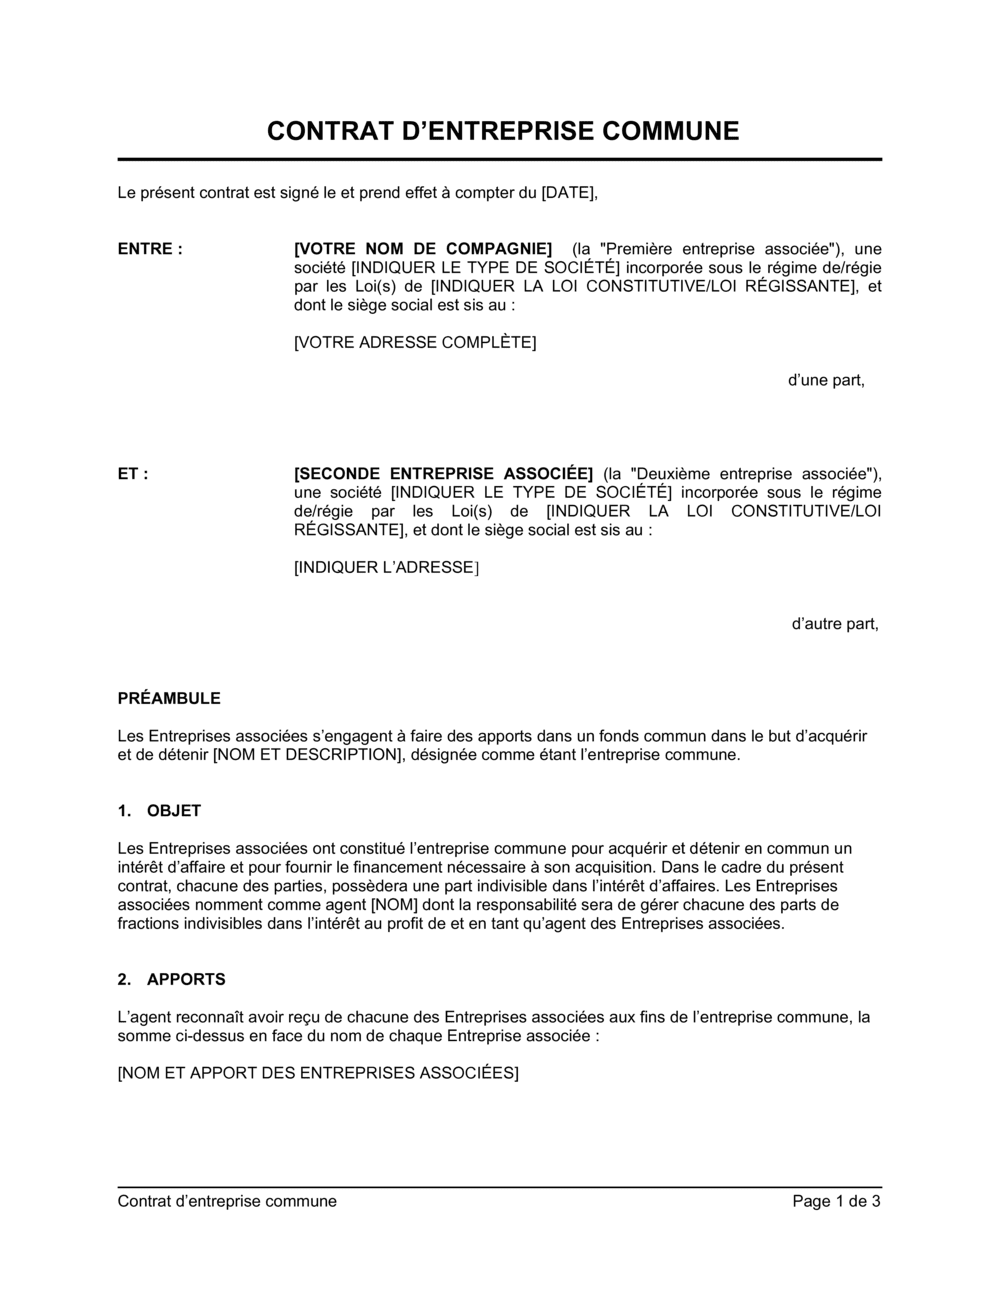 CONTRAT D’ENTREPRISE COMMUNE
Le présent contrat est signé le et prend effet à compter du [DATE],
ENTRE :
[VOTRE NOM DE COMPAGNIE] (la "Première entreprise associée"), une
société [INDIQUER LE TYPE DE SOCIÉTÉ] incorporée sous le régime de/régie
par les Loi(s) de [INDIQUER LA LOI CONSTITUTIVE/LOI RÉGISSANTE], et
dont le siège social est sis au :
[VOTRE ADRESSE COMPLÈTE]
d’une part,
ET :
[SECONDE ENTREPRISE ASSOCIÉE] (la "Deuxième entreprise associée"),
une société [INDIQUER LE TYPE DE SOCIÉTÉ] incorporée sous le régime
de/régie par les Loi(s) de [INDIQUER LA LOI CONSTITUTIVE/LOI
RÉGISSANTE], et dont le siège social est sis au :
[INDIQUER L’ADRESSE]
d’autre part,
PRÉAMBULE
Les Entreprises associées s’engagent à faire des apports dans un fonds commun dans le but d’acquérir
et de détenir [NOM ET DESCRIPTION], désignée comme étant l’entreprise commune.
1. OBJET
Les Entreprises associées ont constitué l’entreprise commune pour acquérir et détenir en commun un
intérêt d’affaire et pour fournir le financement nécessaire à son acquisition. Dans le cadre du présent
contrat, chacune des parties, possèdera une part indivisible dans l’intérêt d’affaires. Les Entreprises
associées nomment comme agent [NOM] dont la responsabilité sera de gérer chacune des parts de
fractions indivisibles dans l’intérêt au profit de et en tant qu’agent des Entreprises associées.
2. APPORTS
L’agent reconnaît avoir reçu de chacune des Entreprises associées aux fins de l’entreprise commune, la
somme ci-dessus en face du nom de chaque Entreprise associée :
[NOM ET APPORT DES ENTREPRISES ASSOCIÉES]
Contrat d’entreprise commune
Page 1 de 3